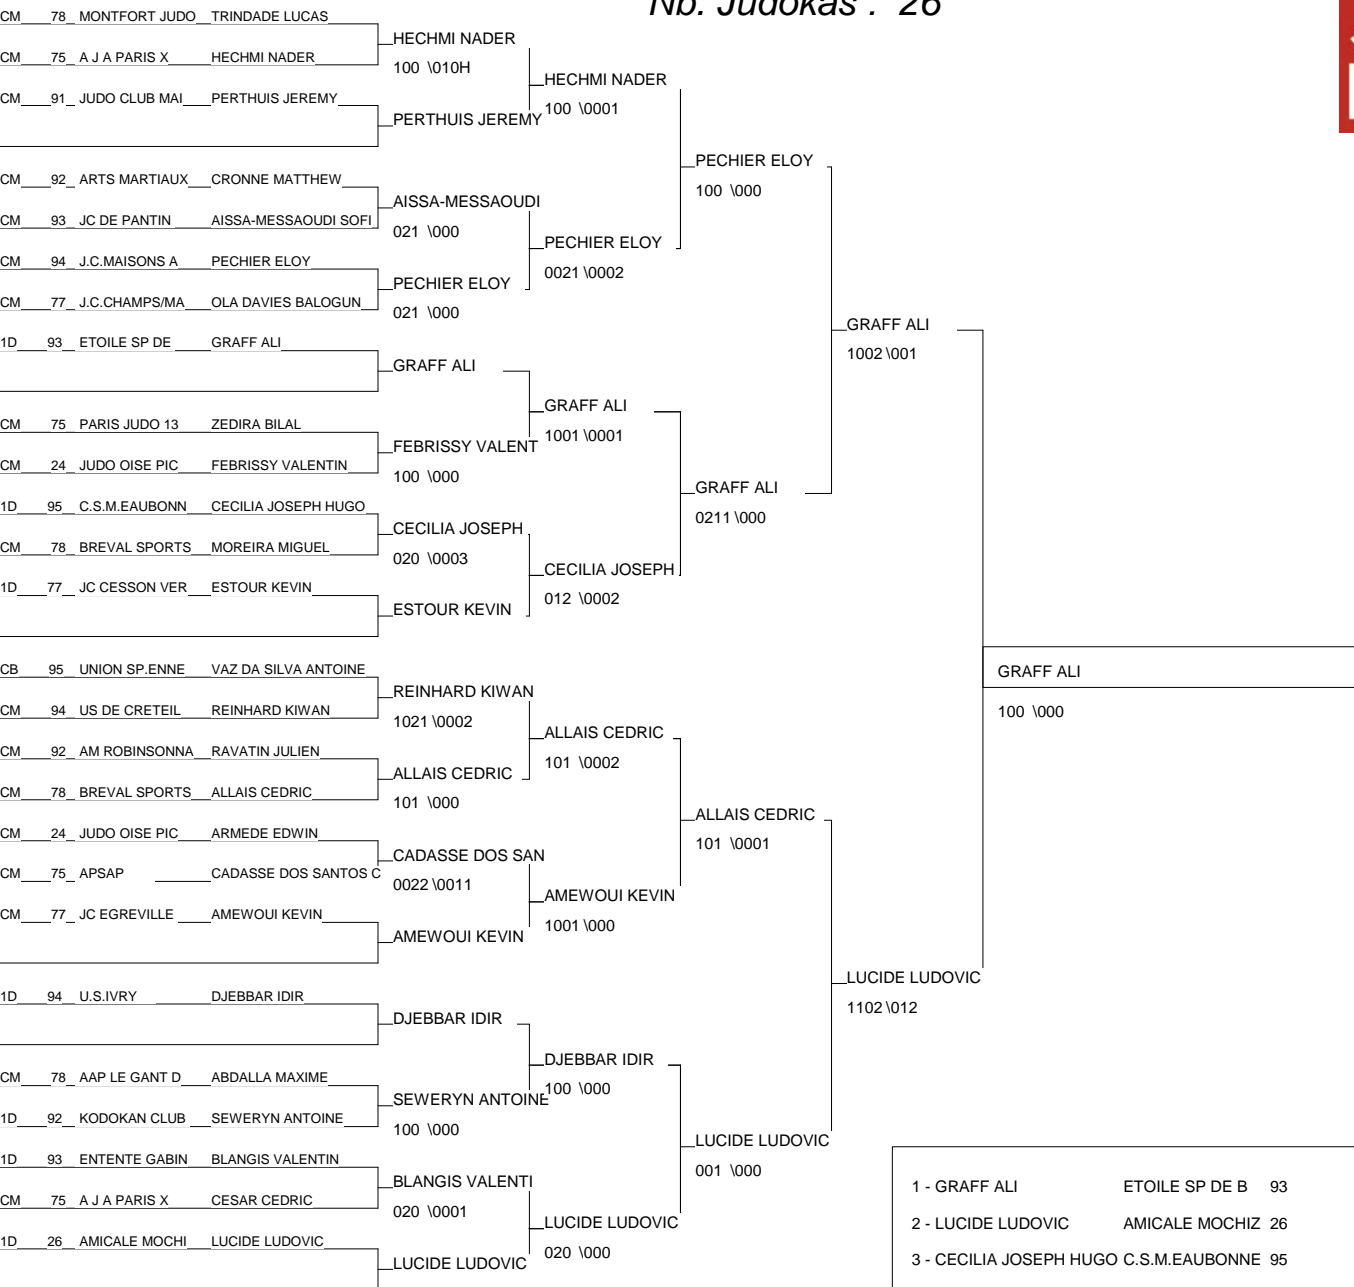 Nb. Judokas : 26
CM 78 MONTFORT JUDO TRINDADE LUCAS
HECHMI NADER
CM 75 A J A PARIS X HECHMI NADER
100 \010H
HECHMI NADER
CM 91 JUDO CLUB MAI PERTHUIS JEREMY
100 \0001
PERTHUIS JEREMY
PECHIER ELOY
CM 92 ARTS MARTIAUX CRONNE MATTHEW
100 \000
AISSA-MESSAOUDI
CM 93 JC DE PANTIN AISSA-MESSAOUDI SOFI
021 \000
PECHIER ELOY
CM 94 J.C.MAISONS A PECHIER ELOY
0021 \0002
PECHIER ELOY
CM 77 J.C.CHAMPS/MA OLA DAVIES BALOGUN
021 \000
GRAFF ALI
1D 93 ETOILE SP DE GRAFF ALI
1002 \001
GRAFF ALI
GRAFF ALI
CM 75 PARIS JUDO 13 ZEDIRA BILAL
1001 \0001
FEBRISSY VALENT
CM 24 JUDO OISE PIC FEBRISSY VALENTIN
100 \000
GRAFF ALI
1D 95 C.S.M.EAUBONN CECILIA JOSEPH HUGO
0211 \000
CECILIA JOSEPH
CM 78 BREVAL SPORTS MOREIRA MIGUEL
020 \0003
CECILIA JOSEPH
1D 77 JC CESSON VER ESTOUR KEVIN
012 \0002
ESTOUR KEVIN
CB 95 UNION SP.ENNE VAZ DA SILVA ANTOINE
GRAFF ALI
REINHARD KIWAN
CM 94 US DE CRETEIL REINHARD KIWAN
100 \000
1021 \0002
ALLAIS CEDRIC
CM 92 AM ROBINSONNA RAVATIN JULIEN
101 \0002
ALLAIS CEDRIC
CM 78 BREVAL SPORTS ALLAIS CEDRIC
101 \000
ALLAIS CEDRIC
CM 24 JUDO OISE PIC ARMEDE EDWIN
101 \0001
CADASSE DOS SAN
CM 75 APSAP CADASSE DOS SANTOS C
0022 \0011
AMEWOUI KEVIN
CM 77 JC EGREVILLE AMEWOUI KEVIN
1001 \000
AMEWOUI KEVIN
LUCIDE LUDOVIC
1D 94 U.S.IVRY DJEBBAR IDIR
1102 \012
DJEBBAR IDIR
DJEBBAR IDIR
CM 78 AAP LE GANT D ABDALLA MAXIME
100 \000
SEWERYN ANTOINE
1D 92 KODOKAN CLUB SEWERYN ANTOINE
100 \000
LUCIDE LUDOVIC
1D 93 ENTENTE GABIN BLANGIS VALENTIN
001 \000
BLANGIS VALENTI
1 - GRAFF ALI ETOILE SP DE B 93
CM 75 A J A PARIS X CESAR CEDRIC
020 \0001
LUCIDE LUDOVIC
2 - LUCIDE LUDOVIC AMICALE MOCHIZ 26
1D 26 AMICALE MOCHI LUCIDE LUDOVIC
020 \000
LUCIDE LUDOVIC
3 - CECILIA JOSEPH HUGO C.S.M.EAUBONNE 95